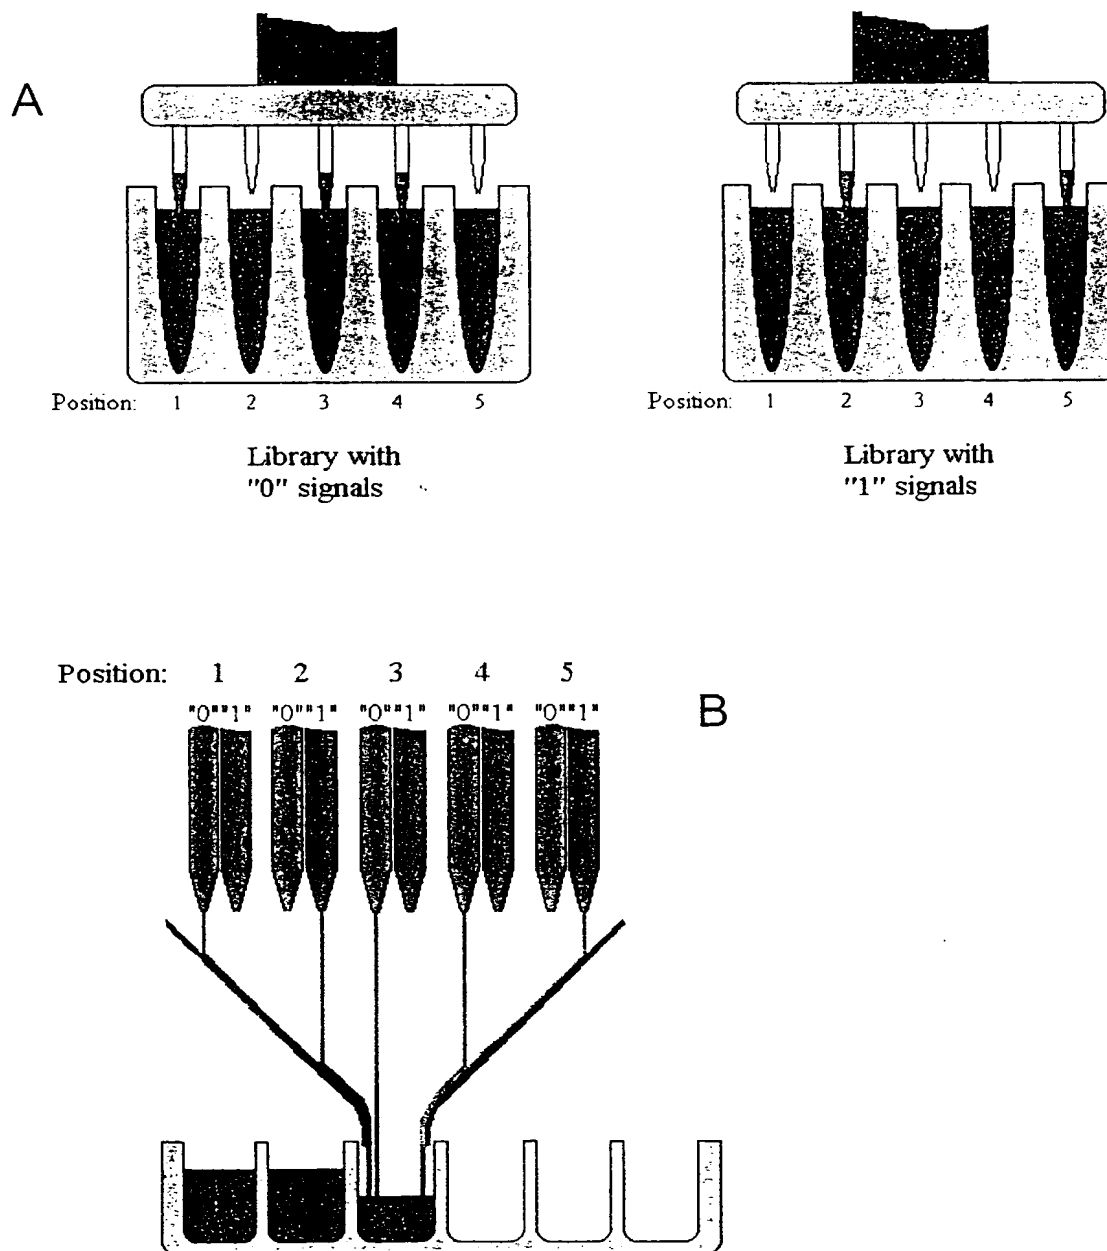 A
Position: 1 2 3 4 5
Position: 1 2 3 4 5
Library with
"0" signals
Library with
"1" signals
Position: 1 2 3 4 5
"0" "1" "0" "1" "0" "1" "0" "1" "0" "1"
B